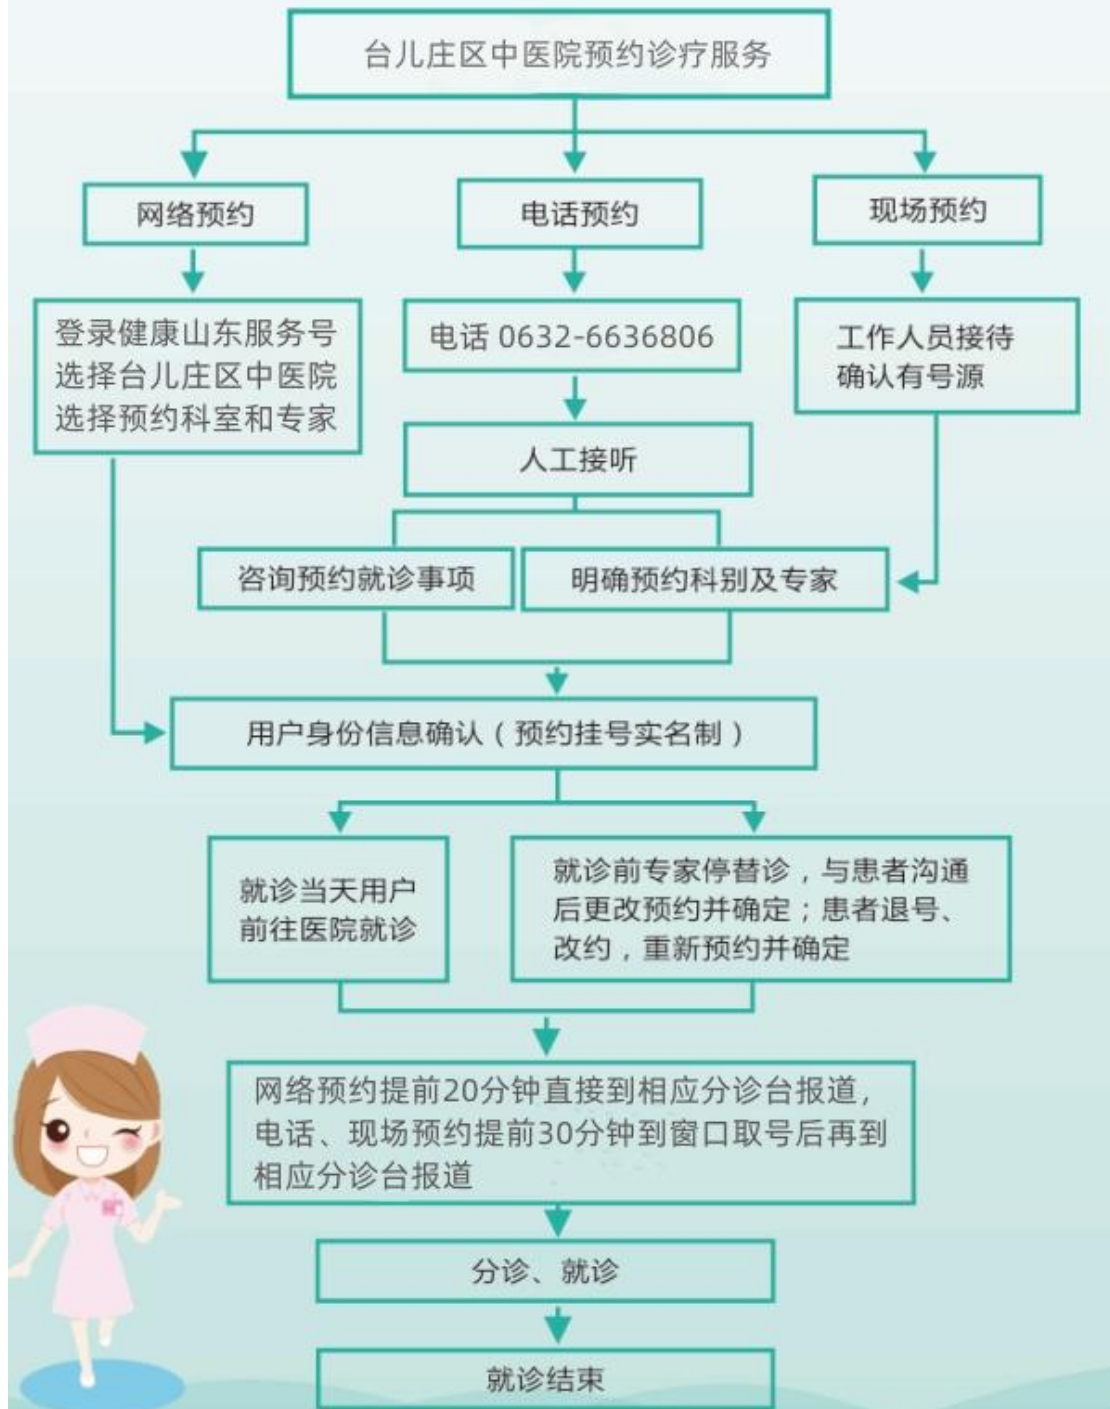 台儿庄区中医院预约诊疗服务
网络预约
电话预约
现场预约
登录健康山东服务号
选择台儿庄区中医院
选择预约科室和专家
电话 0632-6636806
工作人员接待
确认有号源
人工接听
咨询预约就诊事项
明确预约科别及专家
用户身份信息确认（预约挂号实名制）
就诊当天用户
前往医院就诊
就诊前专家停替诊，与患者沟通
后更改预约并确定；患者退号、
改约，重新预约并确定
网络预约提前20分钟直接到相应分诊台报道，
电话、现场预约提前30分钟到窗口取号后再到
相应分诊台报道
分诊、就诊
就诊结束